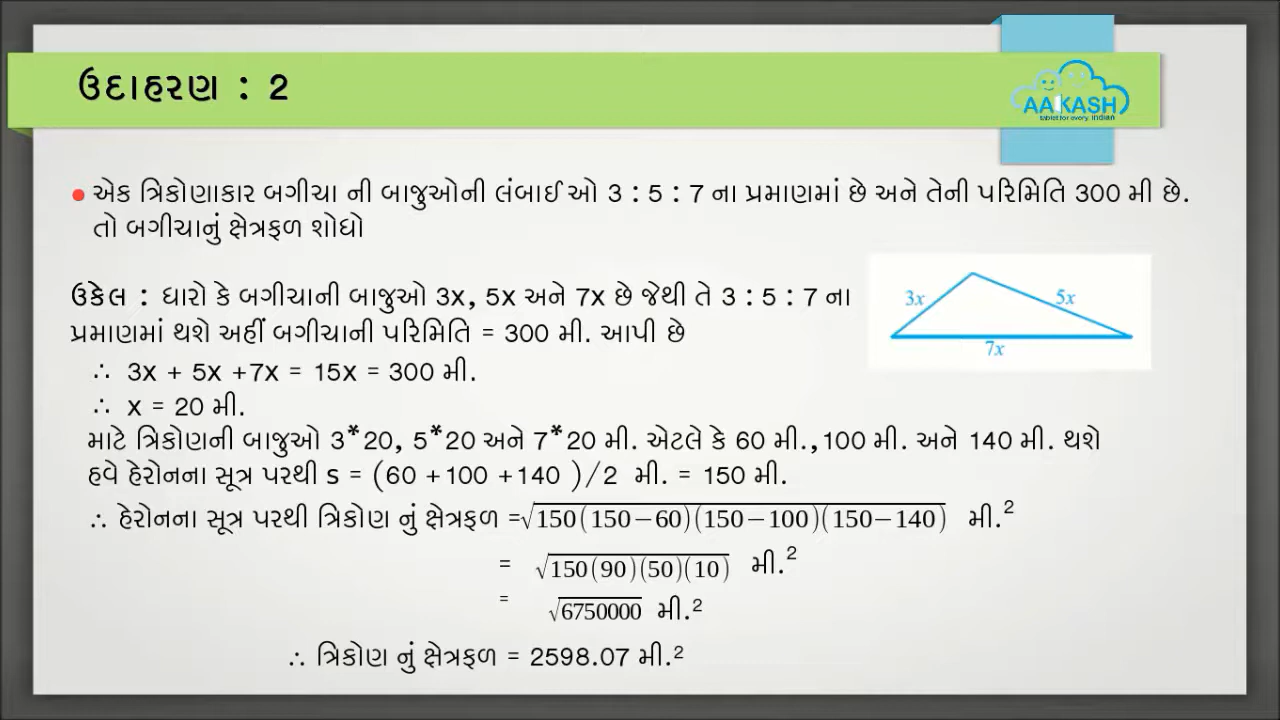 ઉદાહરણ : 2
AAKASH
tablet for every indian
• એક ત્રિકોણાકાર બગીચા ની બાજુઓની લંબાઈ ઓ 3 : 5 : 7 ના પ્રમાણમાં છે અને તેની પરિમિતિ 300 મી છે.
તો બગીચાનું ક્ષેત્રફળ શોધો
ઉકેલ : ધારો કે બગીચાની બાજુઓ 3x, 5x અને 7x છે જેથી તે 3 : 5 : 7 ના
પ્રમાણમાં થશે અહીં બગીચાની પરિમિતિ = 300 મી. આપી છે
3x
5x
7x
∴ 3x + 5x +7x = 15x = 300 મી.
∴ x = 20 મી.
માટે ત્રિકોણની બાજુઓ 3*20, 5*20 અને 7*20 મી. એટલે કે 60 મી.,100 મી. અને 140 મી. થશે
હવે હેરોનના સૂત્ર પરથી s = (60 +100 +140 )/2 મી. = 150 મી.
∴ હેરોનના સૂત્ર પરથી ત્રિકોણ નું ક્ષેત્રફળ =√150(150−60)(150−100)(150−140) મી.²
= √150(90)(50)(10) મી.²
= √6750000 મી.²
∴ ત્રિકોણ નું ક્ષેત્રફળ = 2598.07 મી.²